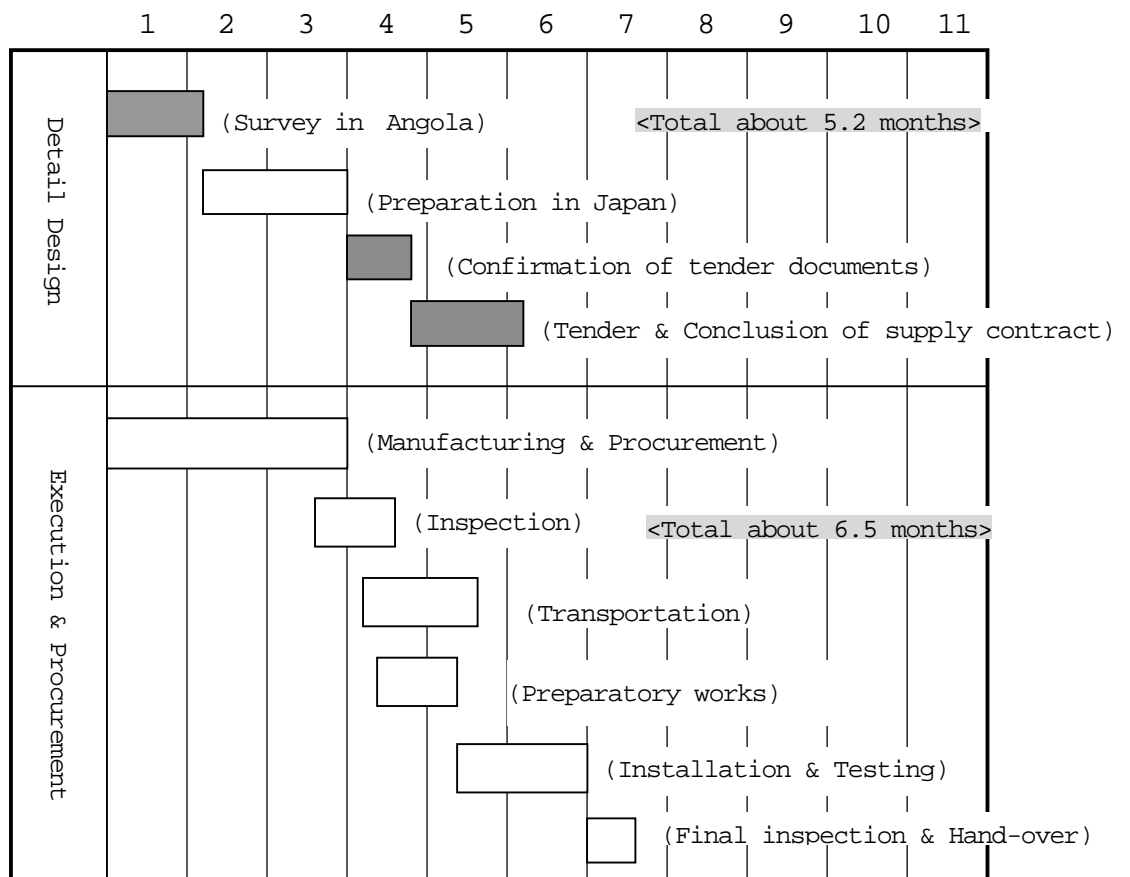 1 2 3 4 5 6 7 8 9 10 11
Detail Design
(Survey in Angola)
<Total about 5.2 months>
(Preparation in Japan)
(Confirmation of tender documents)
(Tender & Conclusion of supply contract)
Execution & Procurement
(Manufacturing & Procurement)
(Inspection)
<Total about 6.5 months>
(Transportation)
(Preparatory works)
(Installation & Testing)
(Final inspection & Hand-over)